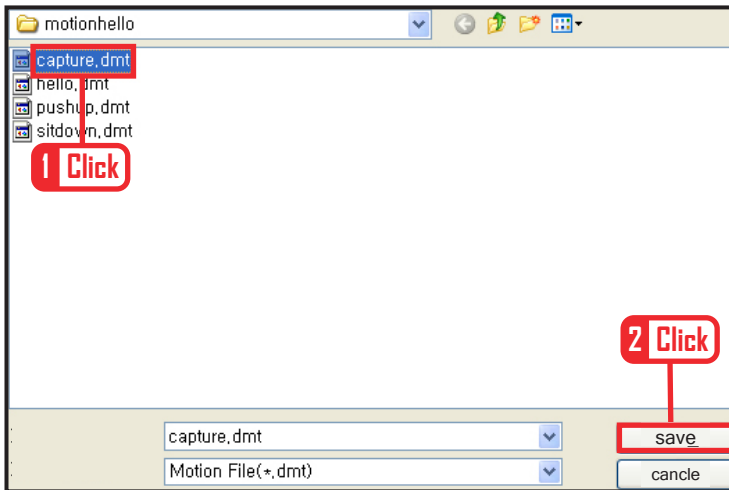 motionhello
capture,dmt
hello,dmt
pushup,dmt
sitdown,dmt
1 Click
2 Click
capture,dmt
save
Motion File(*,dmt)
cancle